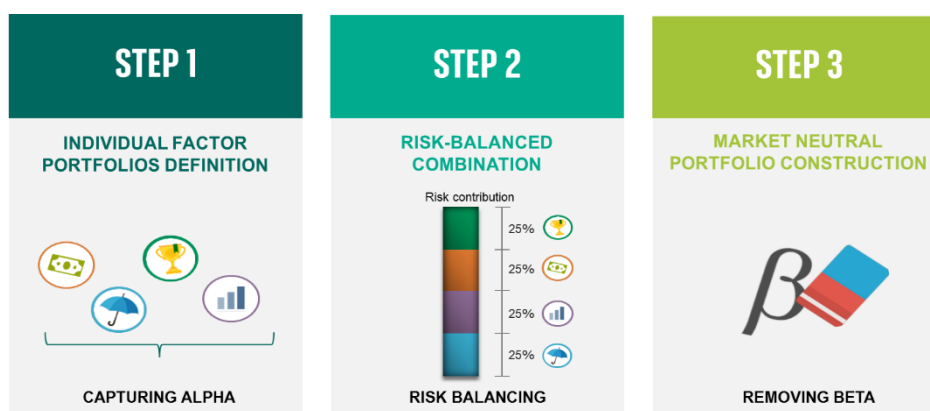 STEP 1
INDIVIDUAL FACTOR
PORTFOLIOS DEFINITION
CAPTURING ALPHA
STEP 2
RISK-BALANCED
COMBINATION
Risk contribution
25%
25%
25%
25%
RISK BALANCING
STEP 3
MARKET NEUTRAL
PORTFOLIO CONSTRUCTION
β
REMOVING BETA